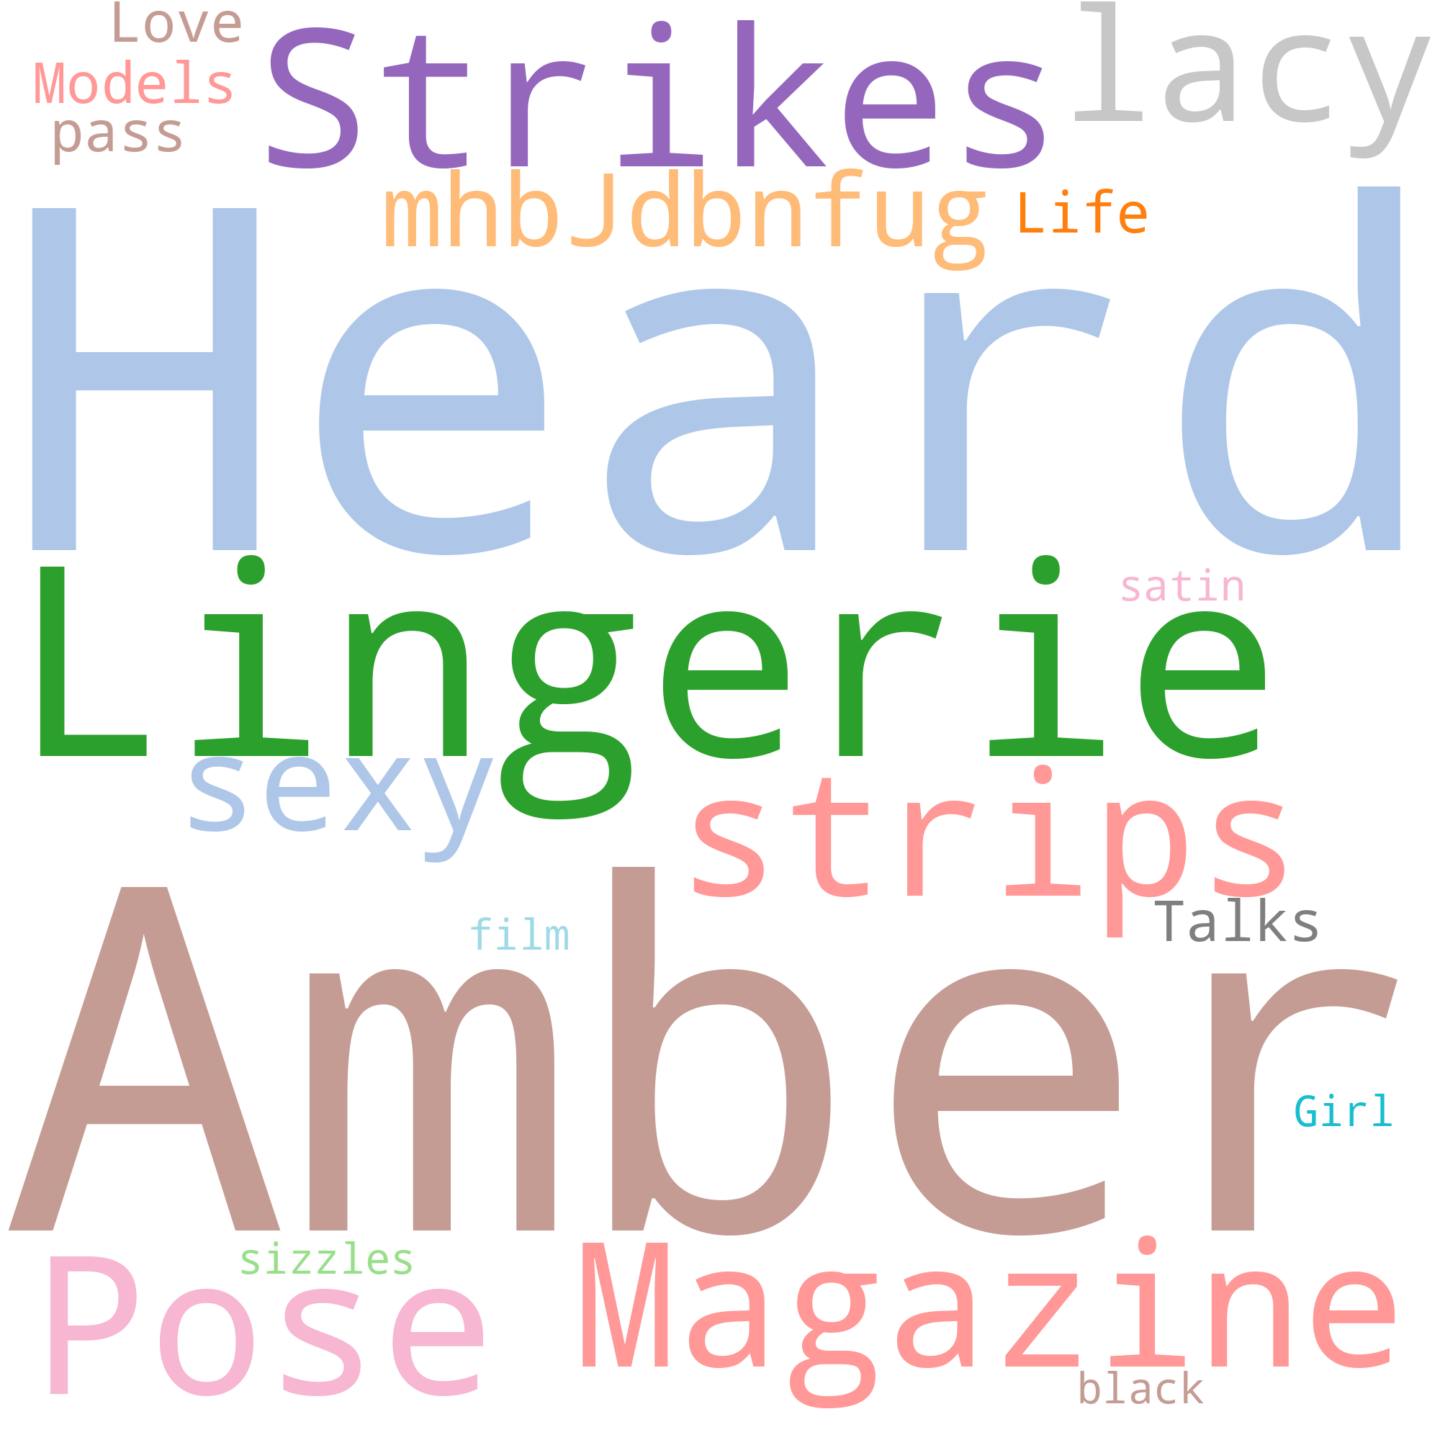 Love
Strikes
lacy
Models
pass
mhbJdbnfug
Life
Heard
Lingerie
satin
sexy
strips
Talks
film
Amber
Girl
sizzles
Pose
Magazine
black